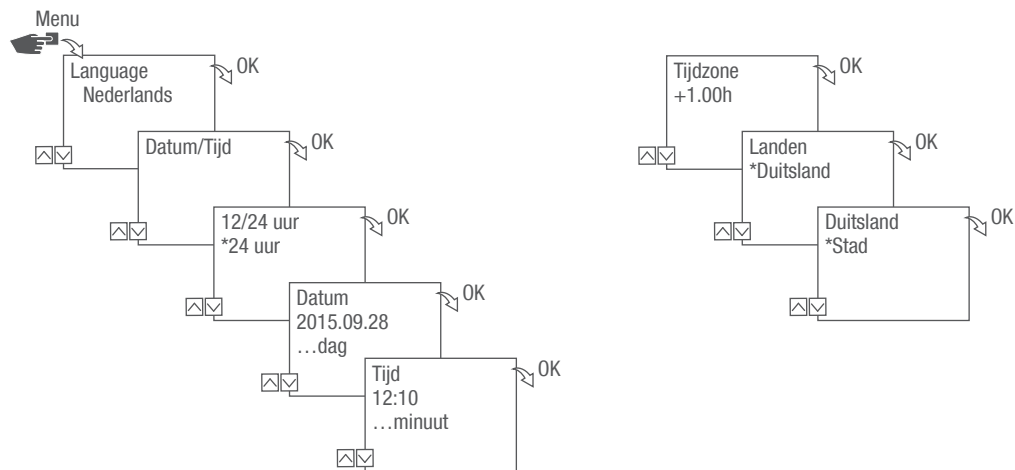 Menu
Language
Nederlands
OK
Datum/Tijd
OK
12/24 uur
*24 uur
OK
Datum
2015.09.28
…dag
OK
Tijd
12:10
…minuut
OK
Tijdzone
+1.00h
OK
Landen
*Duitsland
OK
Duitsland
*Stad
OK